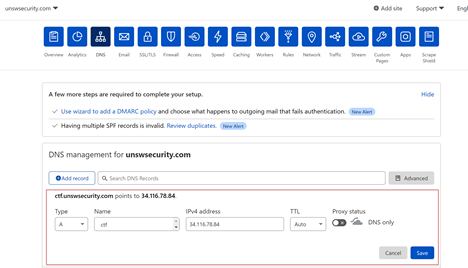 unswsecurity.com
Add site
Support
Engl
Overview
Analytics
DNS
Email
SSL/TLS
Firewall
Access
Speed
Caching
Workers
Rules
Network
Traffic
Stream
Custom Pages
Apps
Scrape Shield
A few more steps are required to complete your setup.
Hide
Use wizard to add a DMARC policy and choose what happens to outgoing mail that fails authentication. New Alert
Having multiple SPF records is invalid. Review duplicates. New Alert
DNS management for unswsecurity.com
Add record
Search DNS Records
Advanced
ctf.unswsecurity.com points to 34.116.78.84.
Type
Name
IPv4 address
TTL
Proxy status
A
ctf
34.116.78.84
Auto
DNS only
Cancel
Save